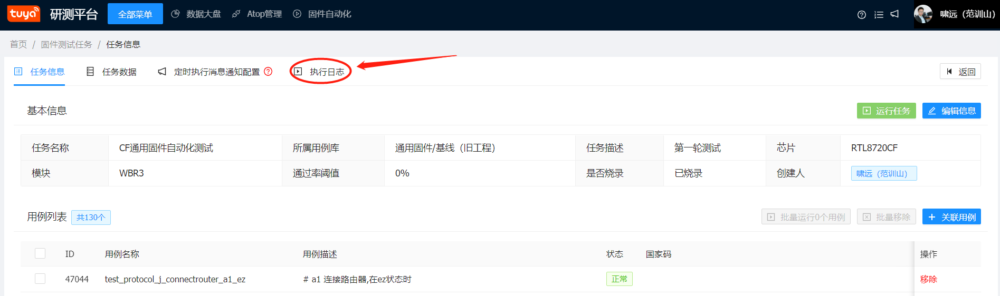 tuya 研测平台 全部菜单 数据大盘 Atop管理 固件自动化 啸远（范训山）
首页 / 固件测试任务 / 任务信息
任务信息 任务数据 定时执行消息通知配置 执行日志 返回
基本信息 运行任务 编辑信息
任务名称 CF通用固件自动化测试 所属用例库 通用固件/基线（旧工程） 任务描述 第一轮测试 芯片 RTL8720CF
模块 WBR3 通过率阈值 0% 是否烧录 已烧录 创建人 啸远（范训山）
用例列表 共130个 批量运行0个用例 批量移除 + 关联用例
ID 用例名称 用例描述 状态 国家码 操作
47044 test_protocol_j_connectrouter_a1_ez # a1 连接路由器,在ez状态时 正常 移除